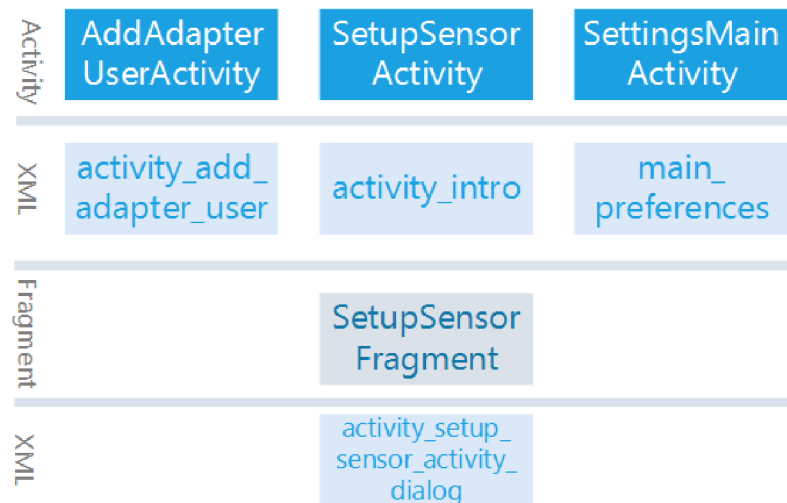 Activity
AddAdapter
UserActivity
SetupSensor
Activity
SettingsMain
Activity
XML
activity_add_
adapter_user
activity_intro
main_
preferences
Fragment
SetupSensor
Fragment
XML
activity_setup_
sensor_activity_
dialog